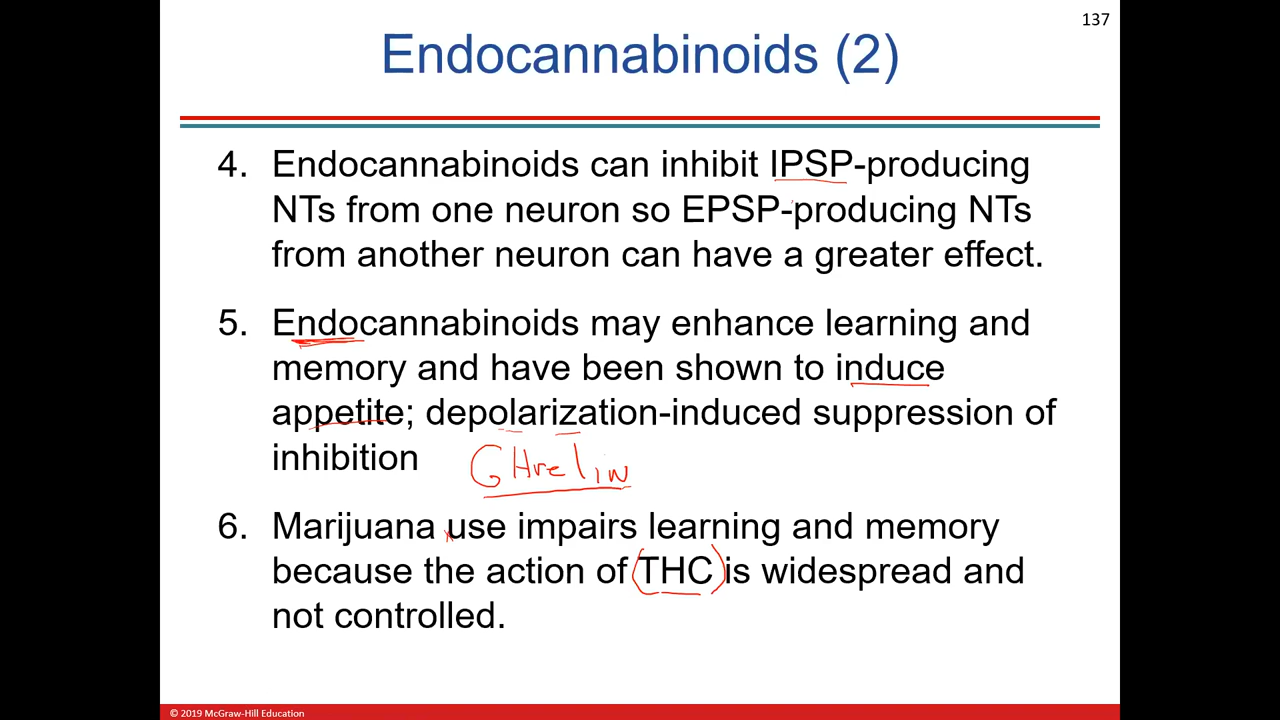 137
Endocannabinoids (2)
4. Endocannabinoids can inhibit IPSP-producing
NTs from one neuron so EPSP-producing NTs
from another neuron can have a greater effect.
5. Endocannabinoids may enhance learning and
memory and have been shown to induce
appetite; depolarization-induced suppression of
inhibition GHrelin
6. Marijuana use impairs learning and memory
because the action of (THC) is widespread and
not controlled.
© 2019 McGraw-Hill Education